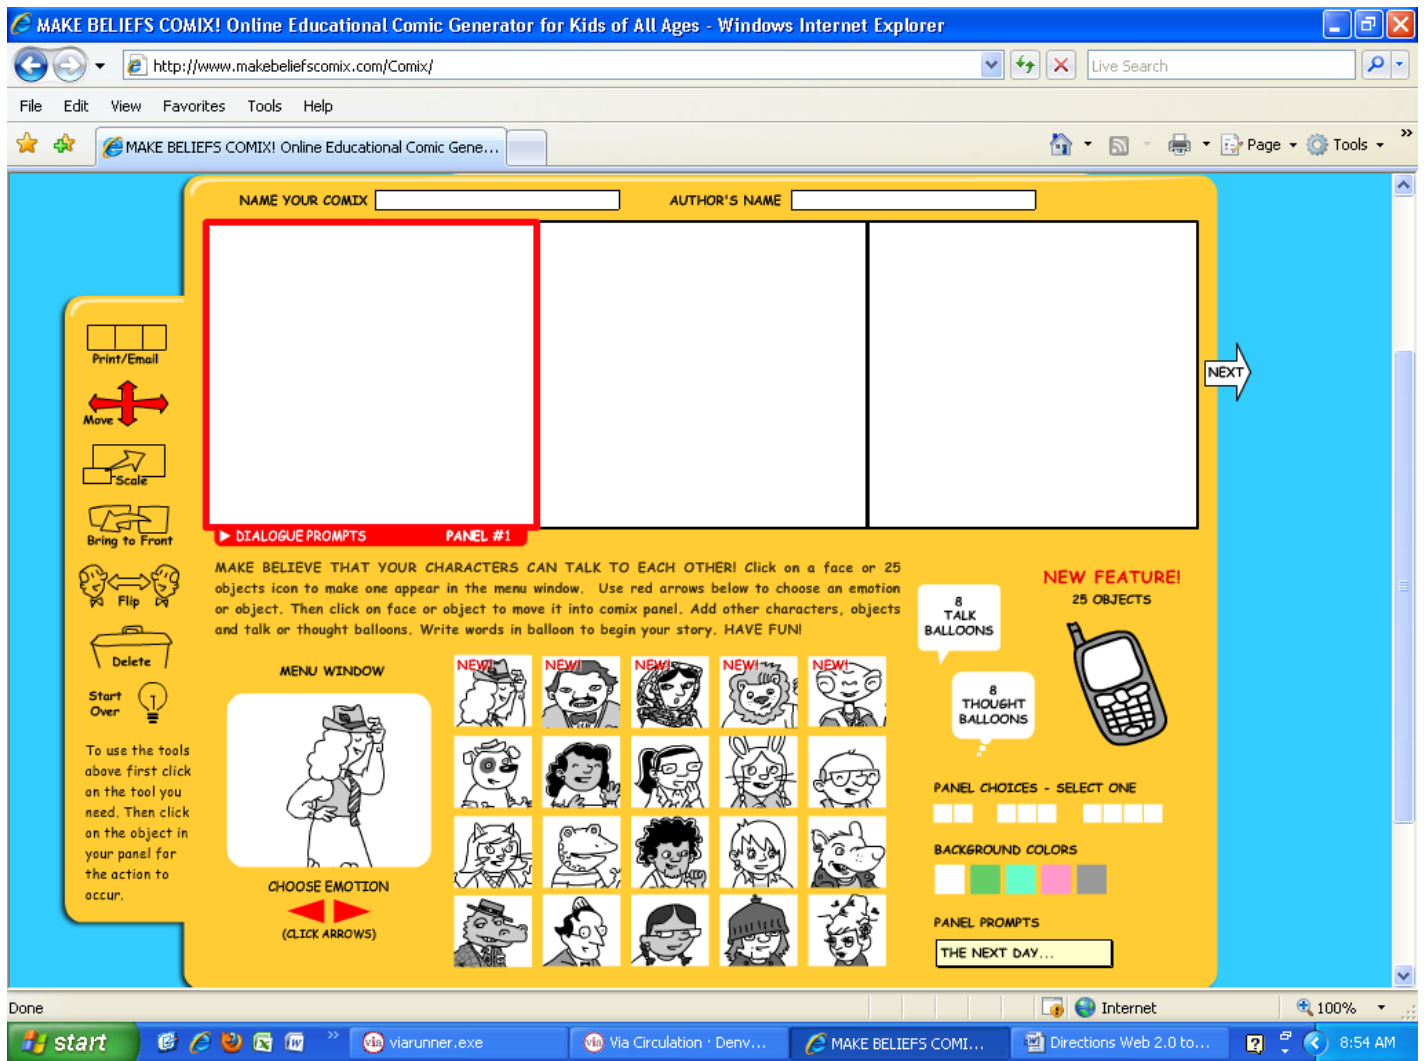 MAKE BELIEFS COMIX! Online Educational Comic Generator for Kids of All Ages - Windows Internet Explorer
http://www.makebeliefscomix.com/Comix/
Live Search
File Edit View Favorites Tools Help
MAKE BELIEFS COMIX! Online Educational Comic Gene...
Page Tools
NAME YOUR COMIX
AUTHOR'S NAME
NEXT
Print/Email
Move
Scale
Bring to Front
Flip
Delete
Start
Over
To use the tools
above first click
on the tool you
need. Then click
on the object in
your panel for
the action to
occur.
DIALOGUE PROMPTS PANEL #1
MAKE BELIEVE THAT YOUR CHARACTERS CAN TALK TO EACH OTHER! Click on a face or 25
objects icon to make one appear in the menu window. Use red arrows below to choose an emotion
or object. Then click on face or object to move it into comix panel. Add other characters, objects
and talk or thought balloons. Write words in balloon to begin your story. HAVE FUN!
MENU WINDOW
CHOOSE EMOTION
(CLICK ARROWS)
NEW! NEW! NEW! NEW! NEW!
8
TALK
BALLOONS
8
THOUGHT
BALLOONS
NEW FEATURE!
25 OBJECTS
PANEL CHOICES - SELECT ONE
BACKGROUND COLORS
PANEL PROMPTS
THE NEXT DAY...
Done
Internet
100%
start
viarunner.exe
Via Circulation · Denv...
MAKE BELIEFS COMI...
Directions Web 2.0 to...
8:54 AM